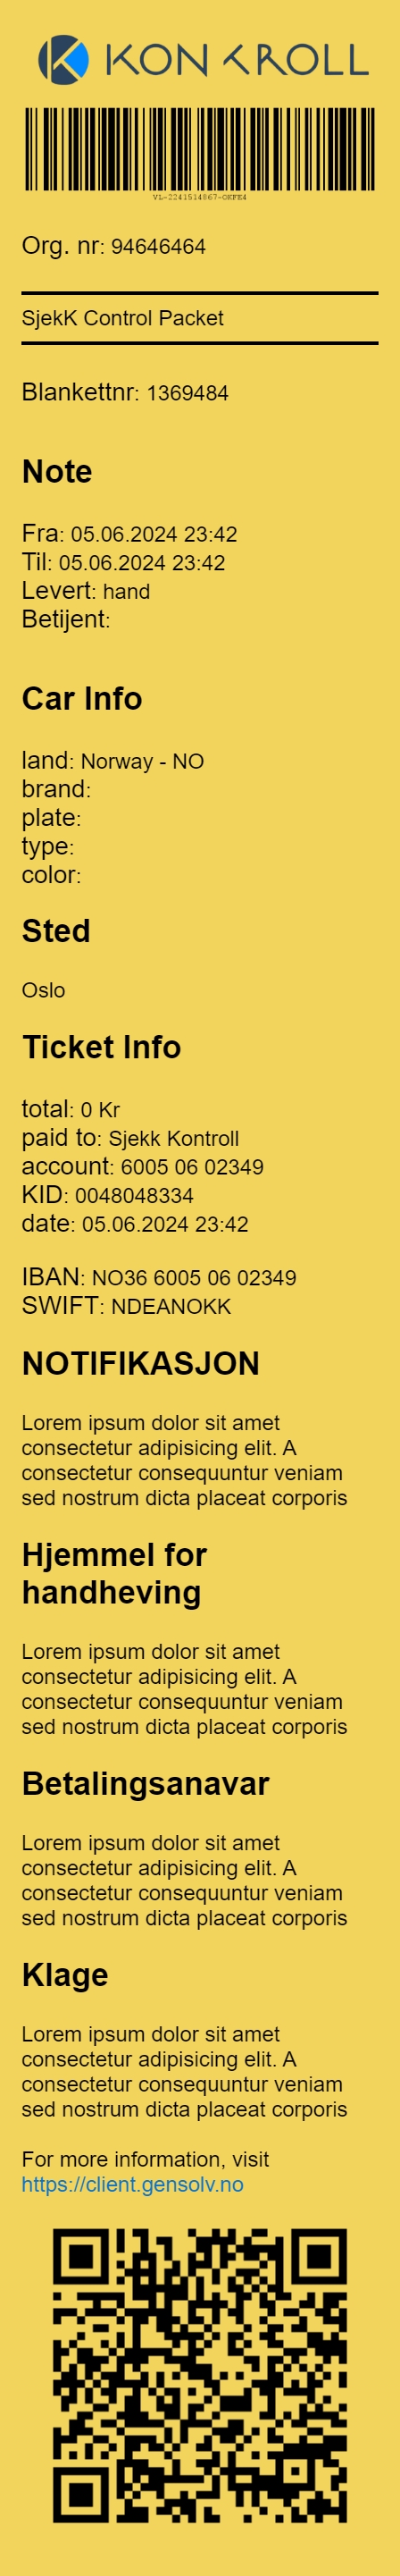 KONTROLL
VL-2241514867-OKFE4
Org. nr: 94646464
SjekK Control Packet
Blankettnr: 1369484
Note
Fra: 05.06.2024 23:42
Til: 05.06.2024 23:42
Levert: hand
Betijent:
Car Info
land: Norway - NO
brand:
plate:
type:
color:
Sted
Oslo
Ticket Info
total: 0 Kr
paid to: Sjekk Kontroll
account: 6005 06 02349
KID: 0048048334
date: 05.06.2024 23:42
IBAN: NO36 6005 06 02349
SWIFT: NDEANOKK
NOTIFIKASJON
Lorem ipsum dolor sit amet
consectetur adipisicing elit. A
consectetur consequuntur veniam
sed nostrum dicta placeat corporis
Hjemmel for
handheving
Lorem ipsum dolor sit amet
consectetur adipisicing elit. A
consectetur consequuntur veniam
sed nostrum dicta placeat corporis
Betalingsanavar
Lorem ipsum dolor sit amet
consectetur adipisicing elit. A
consectetur consequuntur veniam
sed nostrum dicta placeat corporis
Klage
Lorem ipsum dolor sit amet
consectetur adipisicing elit. A
consectetur consequuntur veniam
sed nostrum dicta placeat corporis
For more information, visit
https://client.gensolv.no